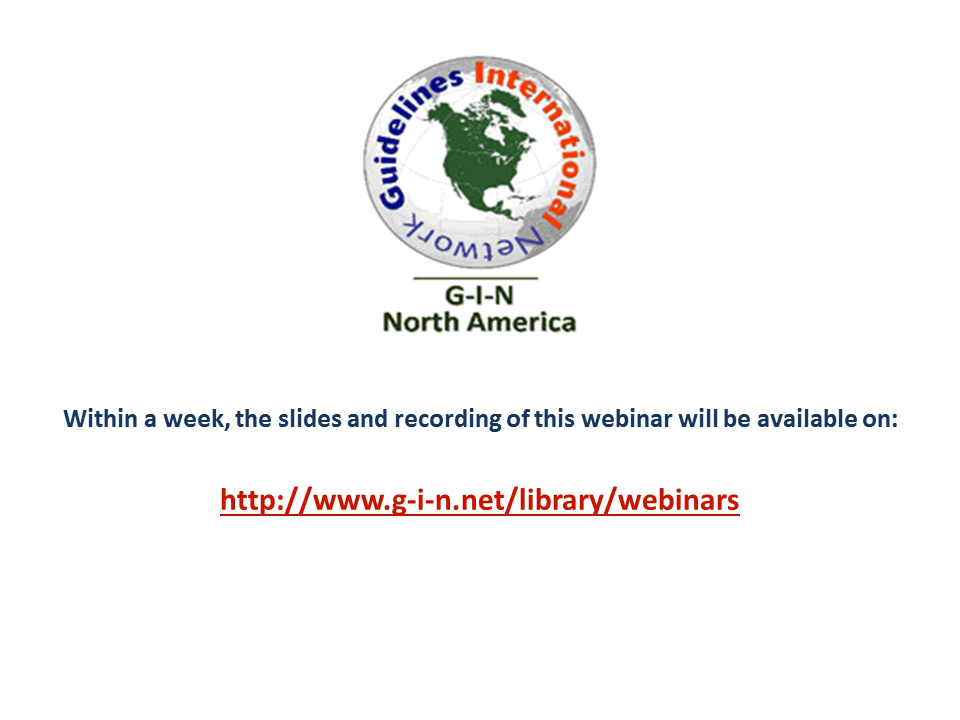 Guidelines International Network
G-I-N
North America
Within a week, the slides and recording of this webinar will be available on:
http://www.g-i-n.net/library/webinars